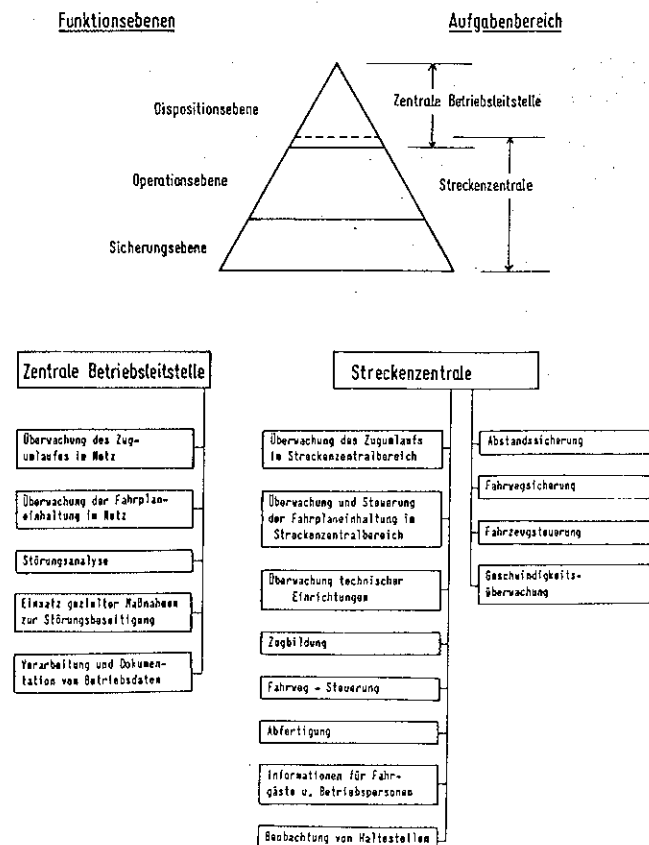 Funktionsebenen
Aufgabenbereich
Dispositionsebene
Zentrale Betriebsleitstelle
Operationsebene
Streckenzentrale
Sicherungsebene
Zentrale Betriebsleitstelle
Überwachung des Zug-
umlaufes im Netz
Überwachung der Fahrplan-
einhaltung im Netz
Störungsanalyse
Einsatz gezielter Maßnahmen
zur Störungsbeseitigung
Verarbeitung und Dokumen-
tation von Betriebsdaten
Streckenzentrale
Überwachung des Zugumlaufs
im Streckenzentralbereich
Überwachung und Steuerung
der Fahrplaneinhaltung im
Streckenzentralbereich
Überwachung technischer
Einrichtungen
Zugbildung
Fahrweg - Steuerung
Abfertigung
Informationen für Fahr-
gäste u. Betriebspersonen
Beobachtung von Haltestellen
Abstandssicherung
Fahrwegsicherung
Fahrzeugsteuerung
Geschwindigkeits-
überwachung